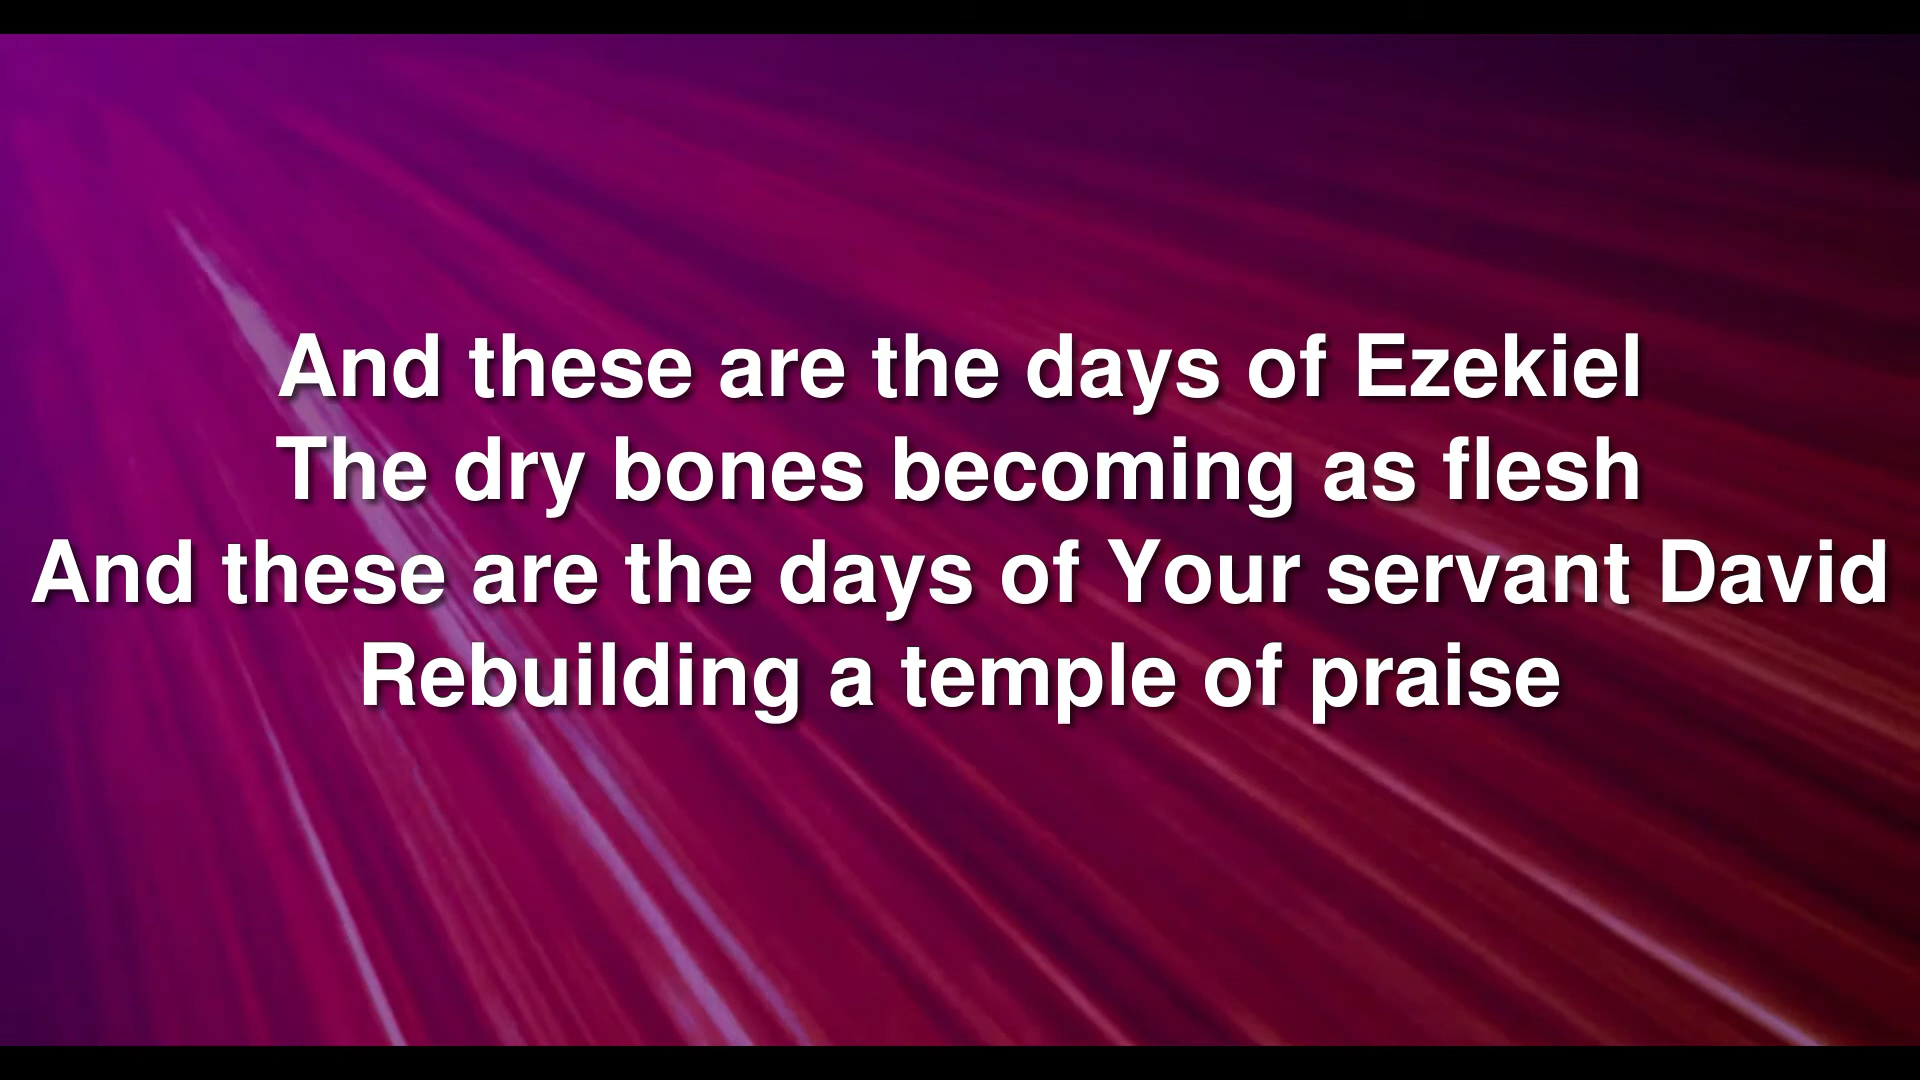 And these are the days of Ezekiel
The dry bones becoming as flesh
And these are the days of Your servant David
Rebuilding a temple of praise